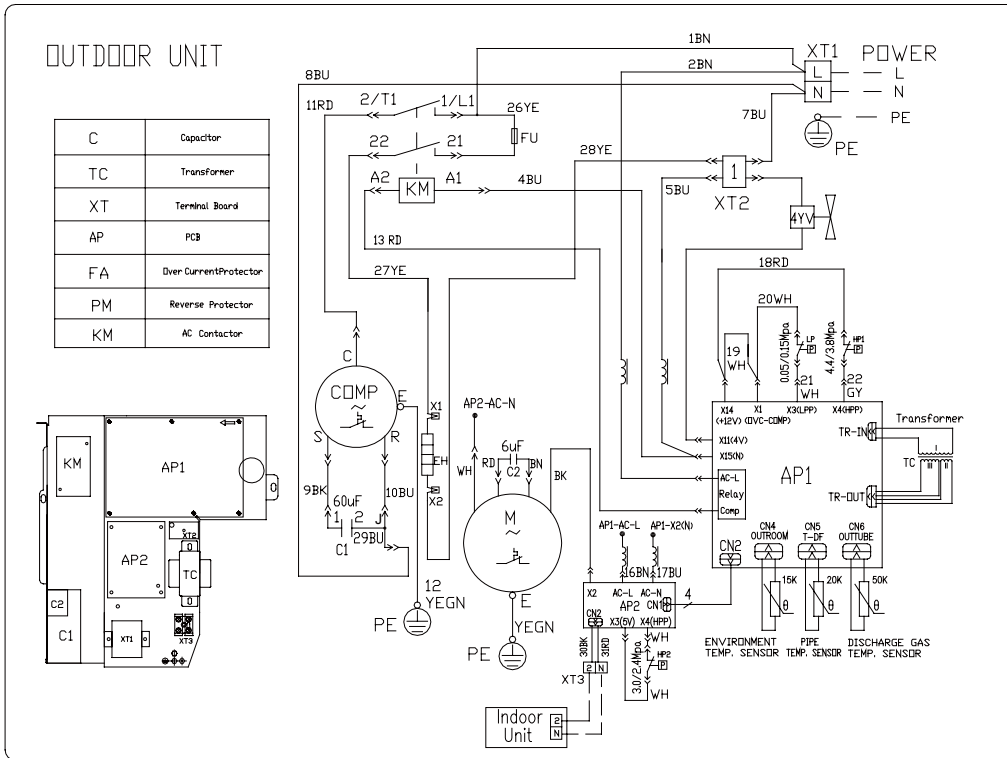 OUTDOOR UNIT
C Capacitor
TC Transformer
XT Terminal Board
AP PCB
FA Over CurrentProtector
PM Reverse Protector
KM AC Contactor
8BU
11RD
2/T1
1/L1
26YE
FU
22
21
28YE
A2
KM
A1
4BU
13 RD
27YE
1BN
2BN
XT1
POWER
L
L
N
N
7BU
PE
PE
1
XT2
5BU
4YV
18RD
20WH
19
WH
0.05/0.15Mpa
LP
P
4.4/3.8Mpa
HP1
P
21
WH
22
GY
C
COMP
~
E
S
R
X1
EH
X2
9BK
60uF
1 2
C1
10BU
J
29BU
12
YEGN
PE
AP2-AC-N
WH
RD
6uF
C2
BN
BK
M
~
E
YEGN
PE
AP1-AC-L
AP1-X2(N)
16BN
17BU
X2
AC-L
AC-N
AP2
CN1
CN2
X3(5V)
X4(HPP)
4
30BK
31RD
2 N
XT3
3.0/2.4Mpa
WH
HP2
P
WH
Indoor
Unit
2
N
X14
(+12V)
X1
(OVC-COMP)
X3(LPP)
X4(HPP)
X11(4V)
X15(N)
AC-L
Relay
Comp
AP1
TR-IN
TR-OUT
Transformer
TC
I
II
III
CN2
CN4
OUTROOM
CN5
T-DF
CN6
OUTTUBE
15K
θ
20K
θ
50K
θ
ENVIRONMENT
TEMP. SENSOR
PIPE
TEMP. SENSOR
DISCHARGE GAS
TEMP. SENSOR
KM
AP1
AP2
XT2
TC
C2
C1
XT1
XT3